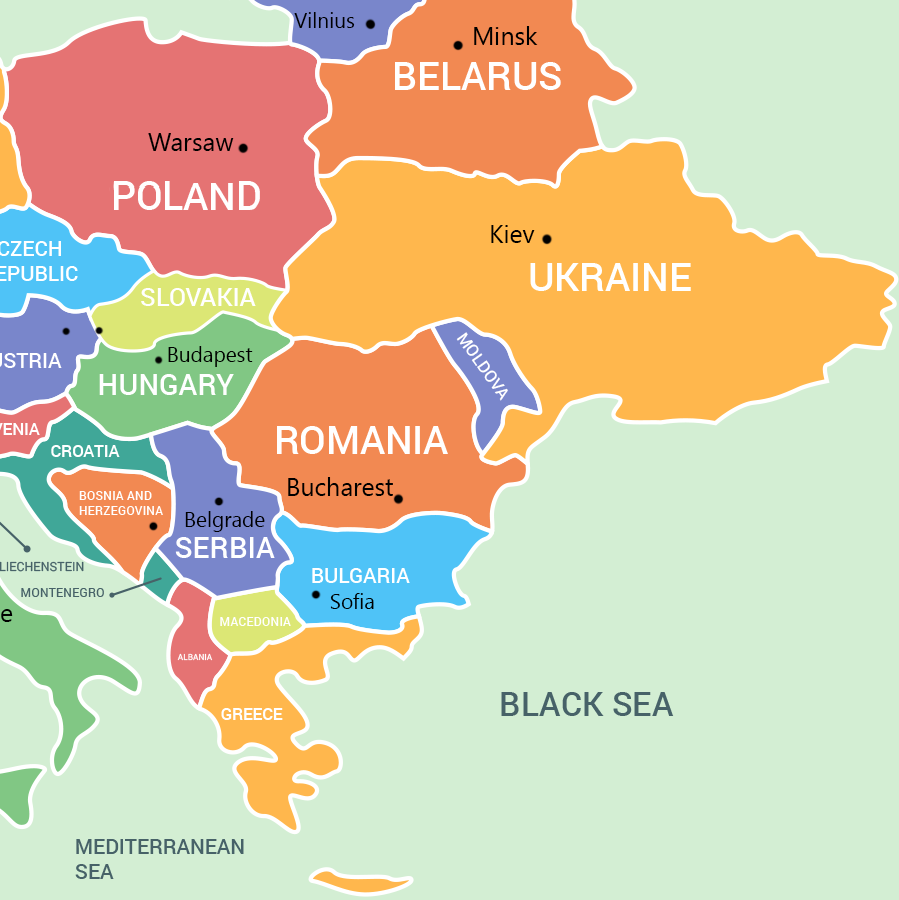 Vilnius
Minsk
BELARUS
Warsaw
POLAND
Kiev
UKRAINE
CZECH
EPUBLIC
SLOVAKIA
USTRIA
Budapest
HUNGARY
MOLDOVA
VENIA
CROATIA
ROMANIA
Bucharest
BOSNIA AND
HERZEGOVINA
Belgrade
SERBIA
LIECHENSTEIN
MONTENEGRO
BULGARIA
Sofia
e
MACEDONIA
ALBANIA
GREECE
BLACK SEA
MEDITERRANEAN
SEA